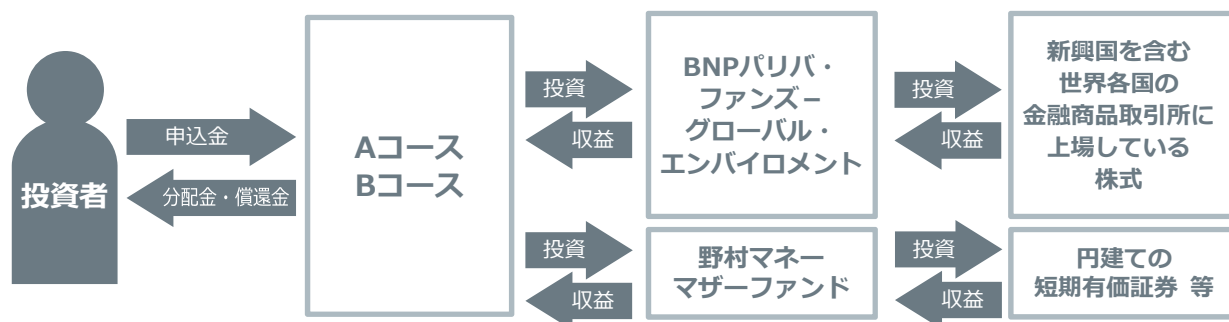 投資者
申込金
分配金・償還金
Aコース
Bコース
投資
収益
BNPパリバ・
ファンズ－
グローバル・
エンバイロメント
投資
収益
新興国を含む
世界各国の
金融商品取引所に
上場している
株式
投資
収益
野村マネー
マザーファンド
投資
収益
円建ての
短期有価証券 等